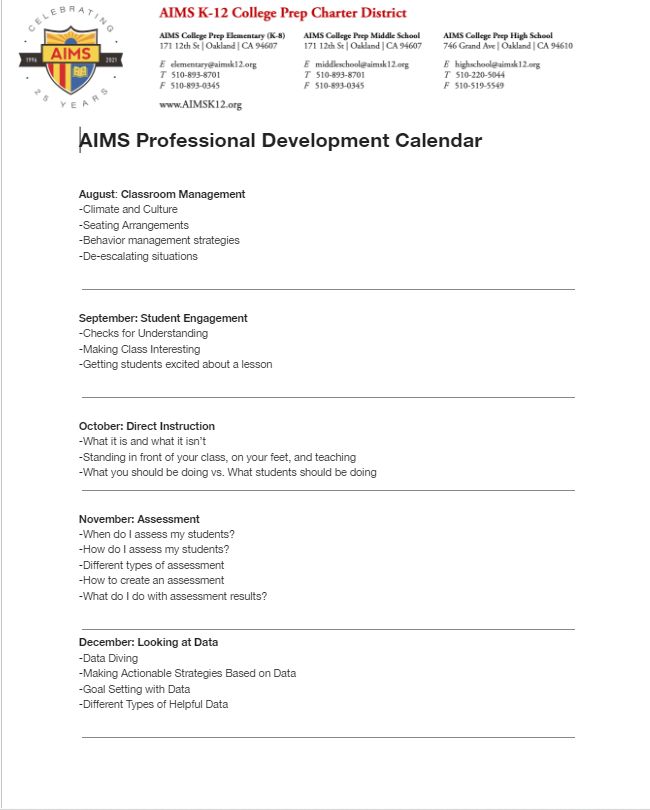 CELEBRATING
AIMS
1996
2021
25 YEARS
AIMS K-12 College Prep Charter District
AIMS College Prep Elementary (K-8)
171 12th St | Oakland | CA 94607
E elementary@aimsk12.org
T 510-893-8701
F 510-893-0345
AIMS College Prep Middle School
171 12th St | Oakland | CA 94607
E middleschool@aimsk12.org
T 510-893-8701
F 510-893-0345
AIMS College Prep High School
746 Grand Ave | Oakland | CA 94610
E highschool@aimsk12.org
T 510-220-5044
F 510-519-5549
www.AIMSK12.org
AIMS Professional Development Calendar
August: Classroom Management
-Climate and Culture
-Seating Arrangements
-Behavior management strategies
-De-escalating situations
September: Student Engagement
-Checks for Understanding
-Making Class Interesting
-Getting students excited about a lesson
October: Direct Instruction
-What it is and what it isn't
-Standing in front of your class, on your feet, and teaching
-What you should be doing vs. What students should be doing
November: Assessment
-When do I assess my students?
-How do I assess my students?
-Different types of assessment
-How to create an assessment
-What do I do with assessment results?
December: Looking at Data
-Data Diving
-Making Actionable Strategies Based on Data
-Goal Setting with Data
-Different Types of Helpful Data